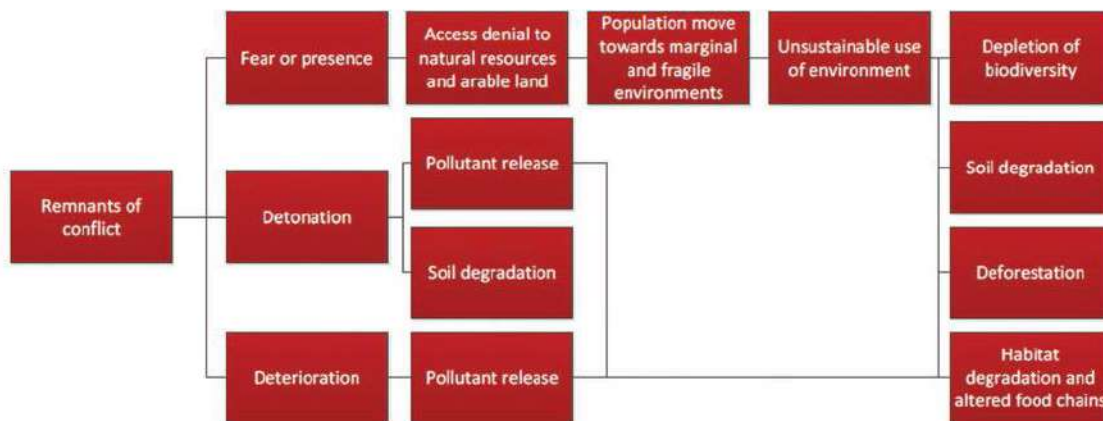 Fear or presence
Access denial to
natural resources
and arable land
Population move
towards marginal
and fragile
environments
Unsustainable use
of environment
Depletion of
biodiversity
Pollutant release
Soil degradation
Remnants of
conflict
Detonation
Soil degradation
Deforestation
Deterioration
Pollutant release
Habitat
degradation and
altered food chains